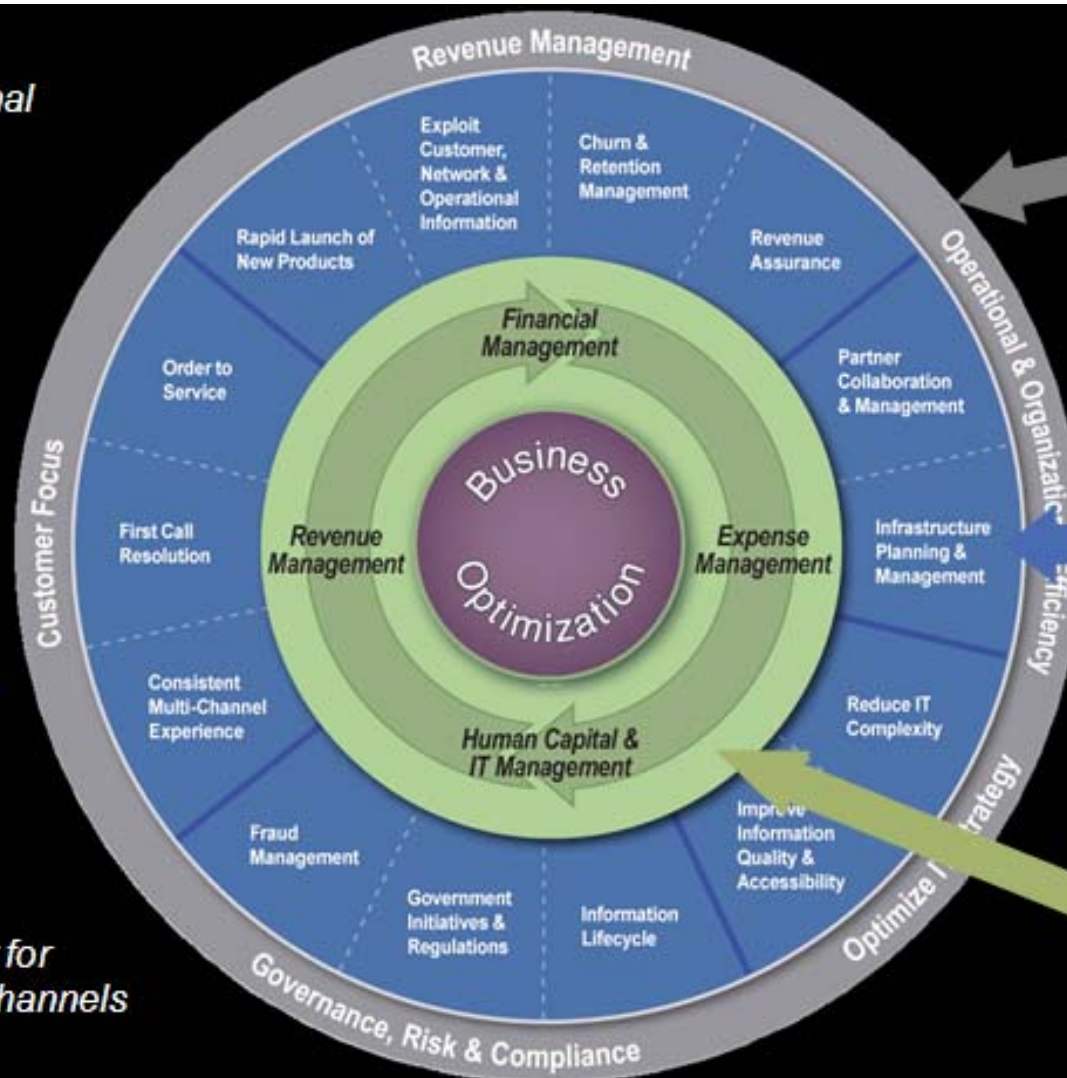 Revenue Management
Exploit
Customer,
Network &
Operational
Information
Churn &
Retention
Management
Rapid Launch of
New Products
Revenue
Assurance
Operational & Organizatio
fficiency
Financial
Management
Order to
Service
Partner
Collaboration
& Management
Customer Focus
Business
Optimization
First Call
Resolution
Revenue
Management
Expense
Management
Infrastructure
Planning &
Management
Consistent
Multi-Channel
Experience
Human Capital &
IT Management
Reduce IT
Complexity
Improve
Information
Quality &
Accessibility
Optimize I trategy
Fraud
Management
Government
Initiatives &
Regulations
Information
Lifecycle
for
Governance, Risk & Compliance